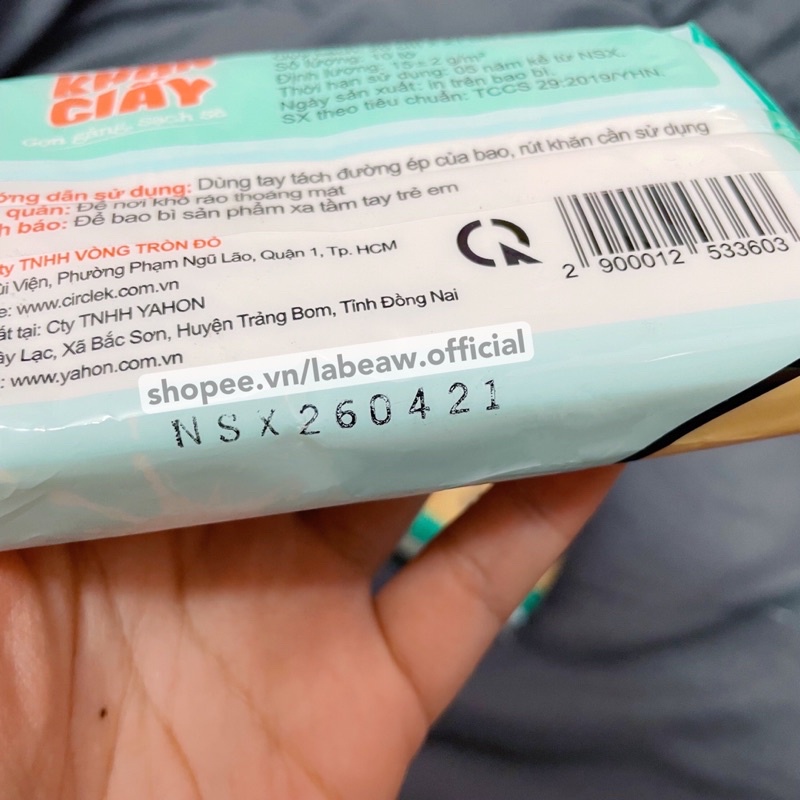 KHĂN
GIẤY
Gọn gàng, sạch sẽ
Số lượng: 10
Định lượng: 15 ± 2 g/m²
Thời hạn sử dụng: 05 năm kể từ NSX.
Ngày sản xuất: in trên bao bì.
SX theo tiêu chuẩn: TCCS 29:2019/YHN.
dẫn sử dụng: Dùng tay tách đường ép của bao, rút khăn cần sử dụng
quản: Để nơi khô ráo thoáng mát
báo: Để bao bì sản phẩm xa tầm tay trẻ em
ty TNHH VÒNG TRÒN ĐỎ
Viện, Phường Phạm Ngũ Lão, Quận 1, Tp. HCM
www.circlek.com.vn
tại: Cty TNHH YAHON
Lạc, Xã Bắc Sơn, Huyện Trảng Bom, Tỉnh Đồng Nai
www.yahon.com.vn
CR
2 900012 533603
shopee.vn/labeaw.official
NSX260421